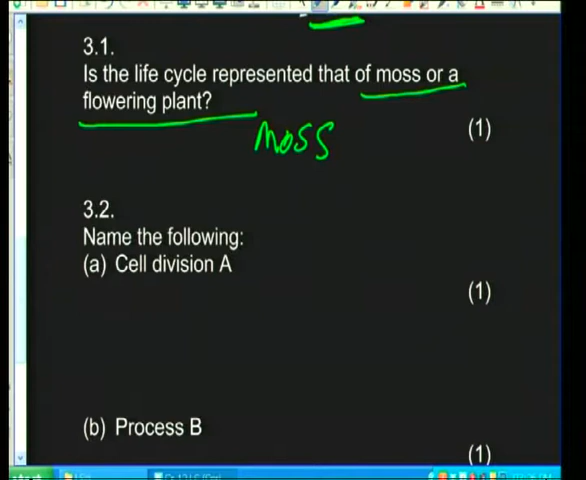 3.1.
Is the life cycle represented that of moss or a
flowering plant?
moss
(1)
3.2.
Name the following:
(a) Cell division A
(1)
(b) Process B
(1)